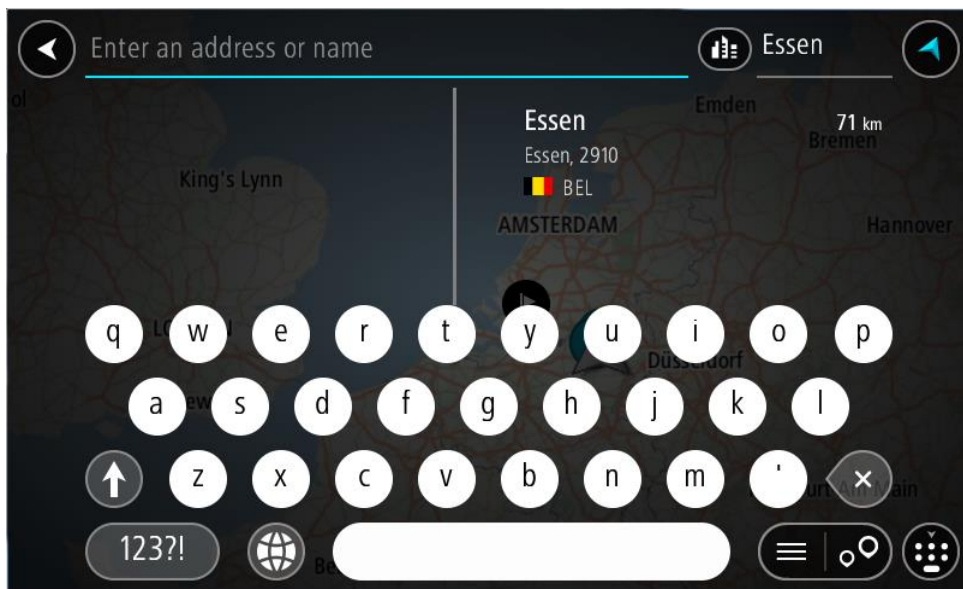 Enter an address or name
Essen
Essen
71 km
Essen, 2910
BEL
Emden
Bremen
King's Lynn
AMSTERDAM
Hannover
q w e r t y u i o p
Düsseldorf
a s d f g h j k l
z x c v b n m '
Main
123?!